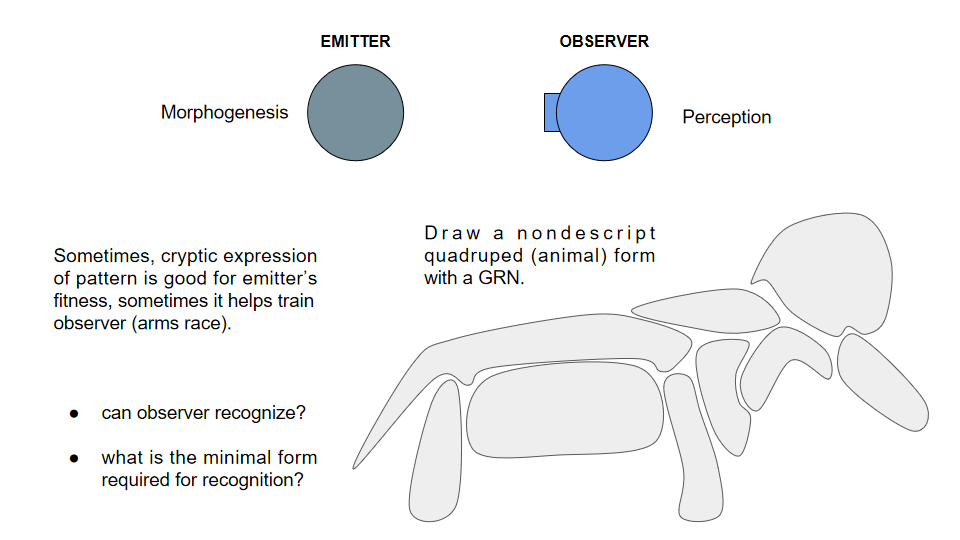 EMITTER
OBSERVER
Morphogenesis
Perception
Sometimes, cryptic expression
of pattern is good for emitter's
fitness, sometimes it helps train
observer (arms race).
Draw a nondescript
quadruped (animal) form
with a GRN.
● can observer recognize?
● what is the minimal form
required for recognition?